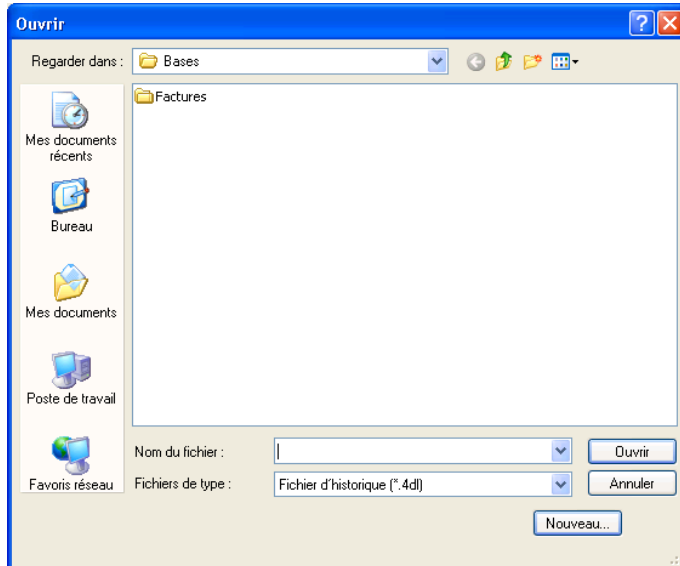 Ouvrir
Regarder dans :
Bases
Factures
Mes documents
récents
Bureau
Mes documents
Poste de travail
Favoris réseau
Nom du fichier :
Ouvrir
Fichiers de type :
Fichier d'historique (*.4dl)
Annuler
Nouveau...